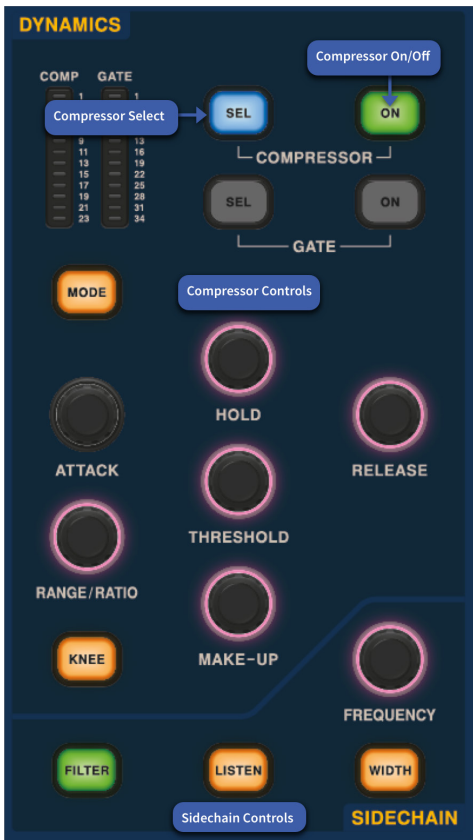 DYNAMICS
Compressor On/Off
COMP GATE
1 1
Compressor Select
SEL ON
COMPRESSOR
9 13
11 16
13 19
15 22
17 25
19 28
21 31
23 34
SEL ON
GATE
MODE
Compressor Controls
HOLD
ATTACK
RELEASE
THRESHOLD
RANGE/RATIO
MAKE-UP
KNEE
FREQUENCY
FILTER LISTEN WIDTH
Sidechain Controls
SIDECHAIN